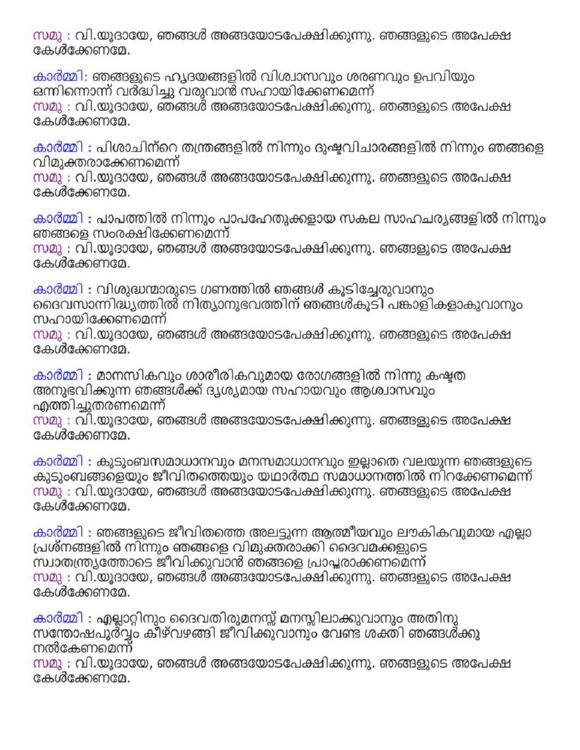 സമൂ : വി.യൂദായേ, ഞങ്ങൾ അങ്ങയോടപേക്ഷിക്കുന്നു. ഞങ്ങളുടെ അപേക്ഷ
കേൾക്കേണമേ.
കാർമ്മി: ഞങ്ങളുടെ ഹൃദയങ്ങളിൽ വിശ്വാസവും ശരണവും ഉപവിയും
ഒന്നിനൊന്ന് വർദ്ധിച്ചു വരുവാൻ സഹായിക്കേണമെന്ന്
സമൂ : വി.യൂദായേ, ഞങ്ങൾ അങ്ങയോടപേക്ഷിക്കുന്നു. ഞങ്ങളുടെ അപേക്ഷ
കേൾക്കേണമേ.
കാർമ്മി : പിശാചിന്റെ തന്ത്രങ്ങളിൽ നിന്നും ദുഷ്ടവിചാരങ്ങളിൽ നിന്നും ഞങ്ങളെ
വിമുക്തരാക്കേണമെന്ന്
സമൂ : വി.യൂദായേ, ഞങ്ങൾ അങ്ങയോടപേക്ഷിക്കുന്നു. ഞങ്ങളുടെ അപേക്ഷ
കേൾക്കേണമേ.
കാർമ്മി : പാപത്തിൽ നിന്നും പാപഹേതുക്കളായ സകല സാഹചര്യങ്ങളിൽ നിന്നും
ഞങ്ങളെ സംരക്ഷിക്കേണമെന്ന്
സമൂ : വി.യൂദായേ, ഞങ്ങൾ അങ്ങയോടപേക്ഷിക്കുന്നു. ഞങ്ങളുടെ അപേക്ഷ
കേൾക്കേണമേ.
കാർമ്മി : വിശുദ്ധന്മാരുടെ ഗണത്തിൽ ഞങ്ങൾ കൂടിച്ചേരുവാനും
ദൈവസാന്നിദ്ധ്യത്തിൽ നിത്യാനുഭവത്തിന് ഞങ്ങൾകൂടി പങ്കാളികളാകുവാനും
സഹായിക്കേണമെന്ന്
സമൂ : വി.യൂദായേ, ഞങ്ങൾ അങ്ങയോടപേക്ഷിക്കുന്നു. ഞങ്ങളുടെ അപേക്ഷ
കേൾക്കേണമേ.
കാർമ്മി : മാനസികവും ശാരീരികവുമായ രോഗങ്ങളിൽ നിന്നു കഷ്ടത
അനുഭവിക്കുന്ന ഞങ്ങൾക്ക് ദൃശ്യമായ സഹായവും ആശ്വാസവും
എത്തിച്ചുതരണമെന്ന്
സമൂ : വി.യൂദായേ, ഞങ്ങൾ അങ്ങയോടപേക്ഷിക്കുന്നു. ഞങ്ങളുടെ അപേക്ഷ
കേൾക്കേണമേ.
കാർമ്മി : കുടുംബസമാധാനവും മനസമാധാനവും ഇല്ലാതെ വലയുന്ന ഞങ്ങളുടെ
കുടുംബങ്ങളെയും ജീവിതത്തെയും യഥാർത്ഥ സമാധാനത്തിൽ നിറക്കേണമെന്ന്
സമൂ : വി.യൂദായേ, ഞങ്ങൾ അങ്ങയോടപേക്ഷിക്കുന്നു. ഞങ്ങളുടെ അപേക്ഷ
കേൾക്കേണമേ.
കാർമ്മി : ഞങ്ങളുടെ ജീവിതത്തെ അലട്ടുന്ന ആത്മീയവും ലൗകികവുമായ എല്ലാ
പ്രശ്നങ്ങളിൽ നിന്നും ഞങ്ങളെ വിമുക്തരാക്കി ദൈവമക്കളുടെ
സ്വാതന്ത്ര്യത്തോടെ ജീവിക്കുവാൻ ഞങ്ങളെ പ്രാപ്തരാക്കണമെന്ന്
സമൂ : വി.യൂദായേ, ഞങ്ങൾ അങ്ങയോടപേക്ഷിക്കുന്നു. ഞങ്ങളുടെ അപേക്ഷ
കേൾക്കേണമേ.
കാർമ്മി : എല്ലാറ്റിനും ദൈവതിരുമനസ്സ് മനസ്സിലാക്കുവാനും അതിനു
സന്തോഷപൂർവ്വം കീഴ്‌വഴങ്ങി ജീവിക്കുവാനും വേണ്ട ശക്തി ഞങ്ങൾക്കു
നൽകേണമെന്ന്
സമൂ : വി.യൂദായേ, ഞങ്ങൾ അങ്ങയോടപേക്ഷിക്കുന്നു. ഞങ്ങളുടെ അപേക്ഷ
കേൾക്കേണമേ.